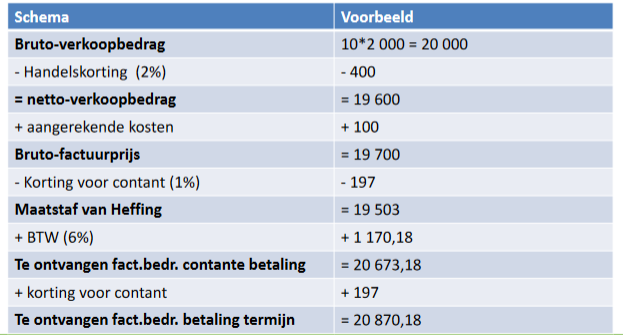 Schema Voorbeeld
Bruto-verkoopbedrag 10*2 000 = 20 000
- Handelskorting (2%) - 400
= netto-verkoopbedrag = 19 600
+ aangerekende kosten + 100
Bruto-factuurprijs = 19 700
- Korting voor contant (1%) - 197
Maatstaf van Heffing = 19 503
+ BTW (6%) + 1 170,18
Te ontvangen fact.bedr. contante betaling = 20 673,18
+ korting voor contant + 197
Te ontvangen fact.bedr. betaling termijn = 20 870,18